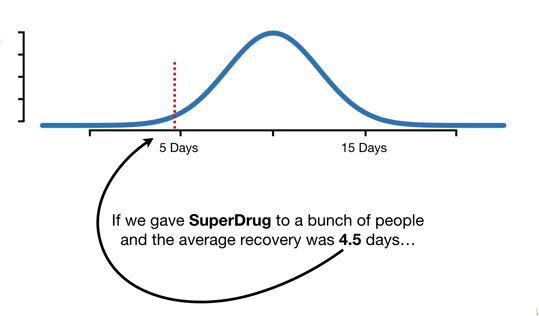 5 Days
15 Days
If we gave SuperDrug to a bunch of people
and the average recovery was 4.5 days…